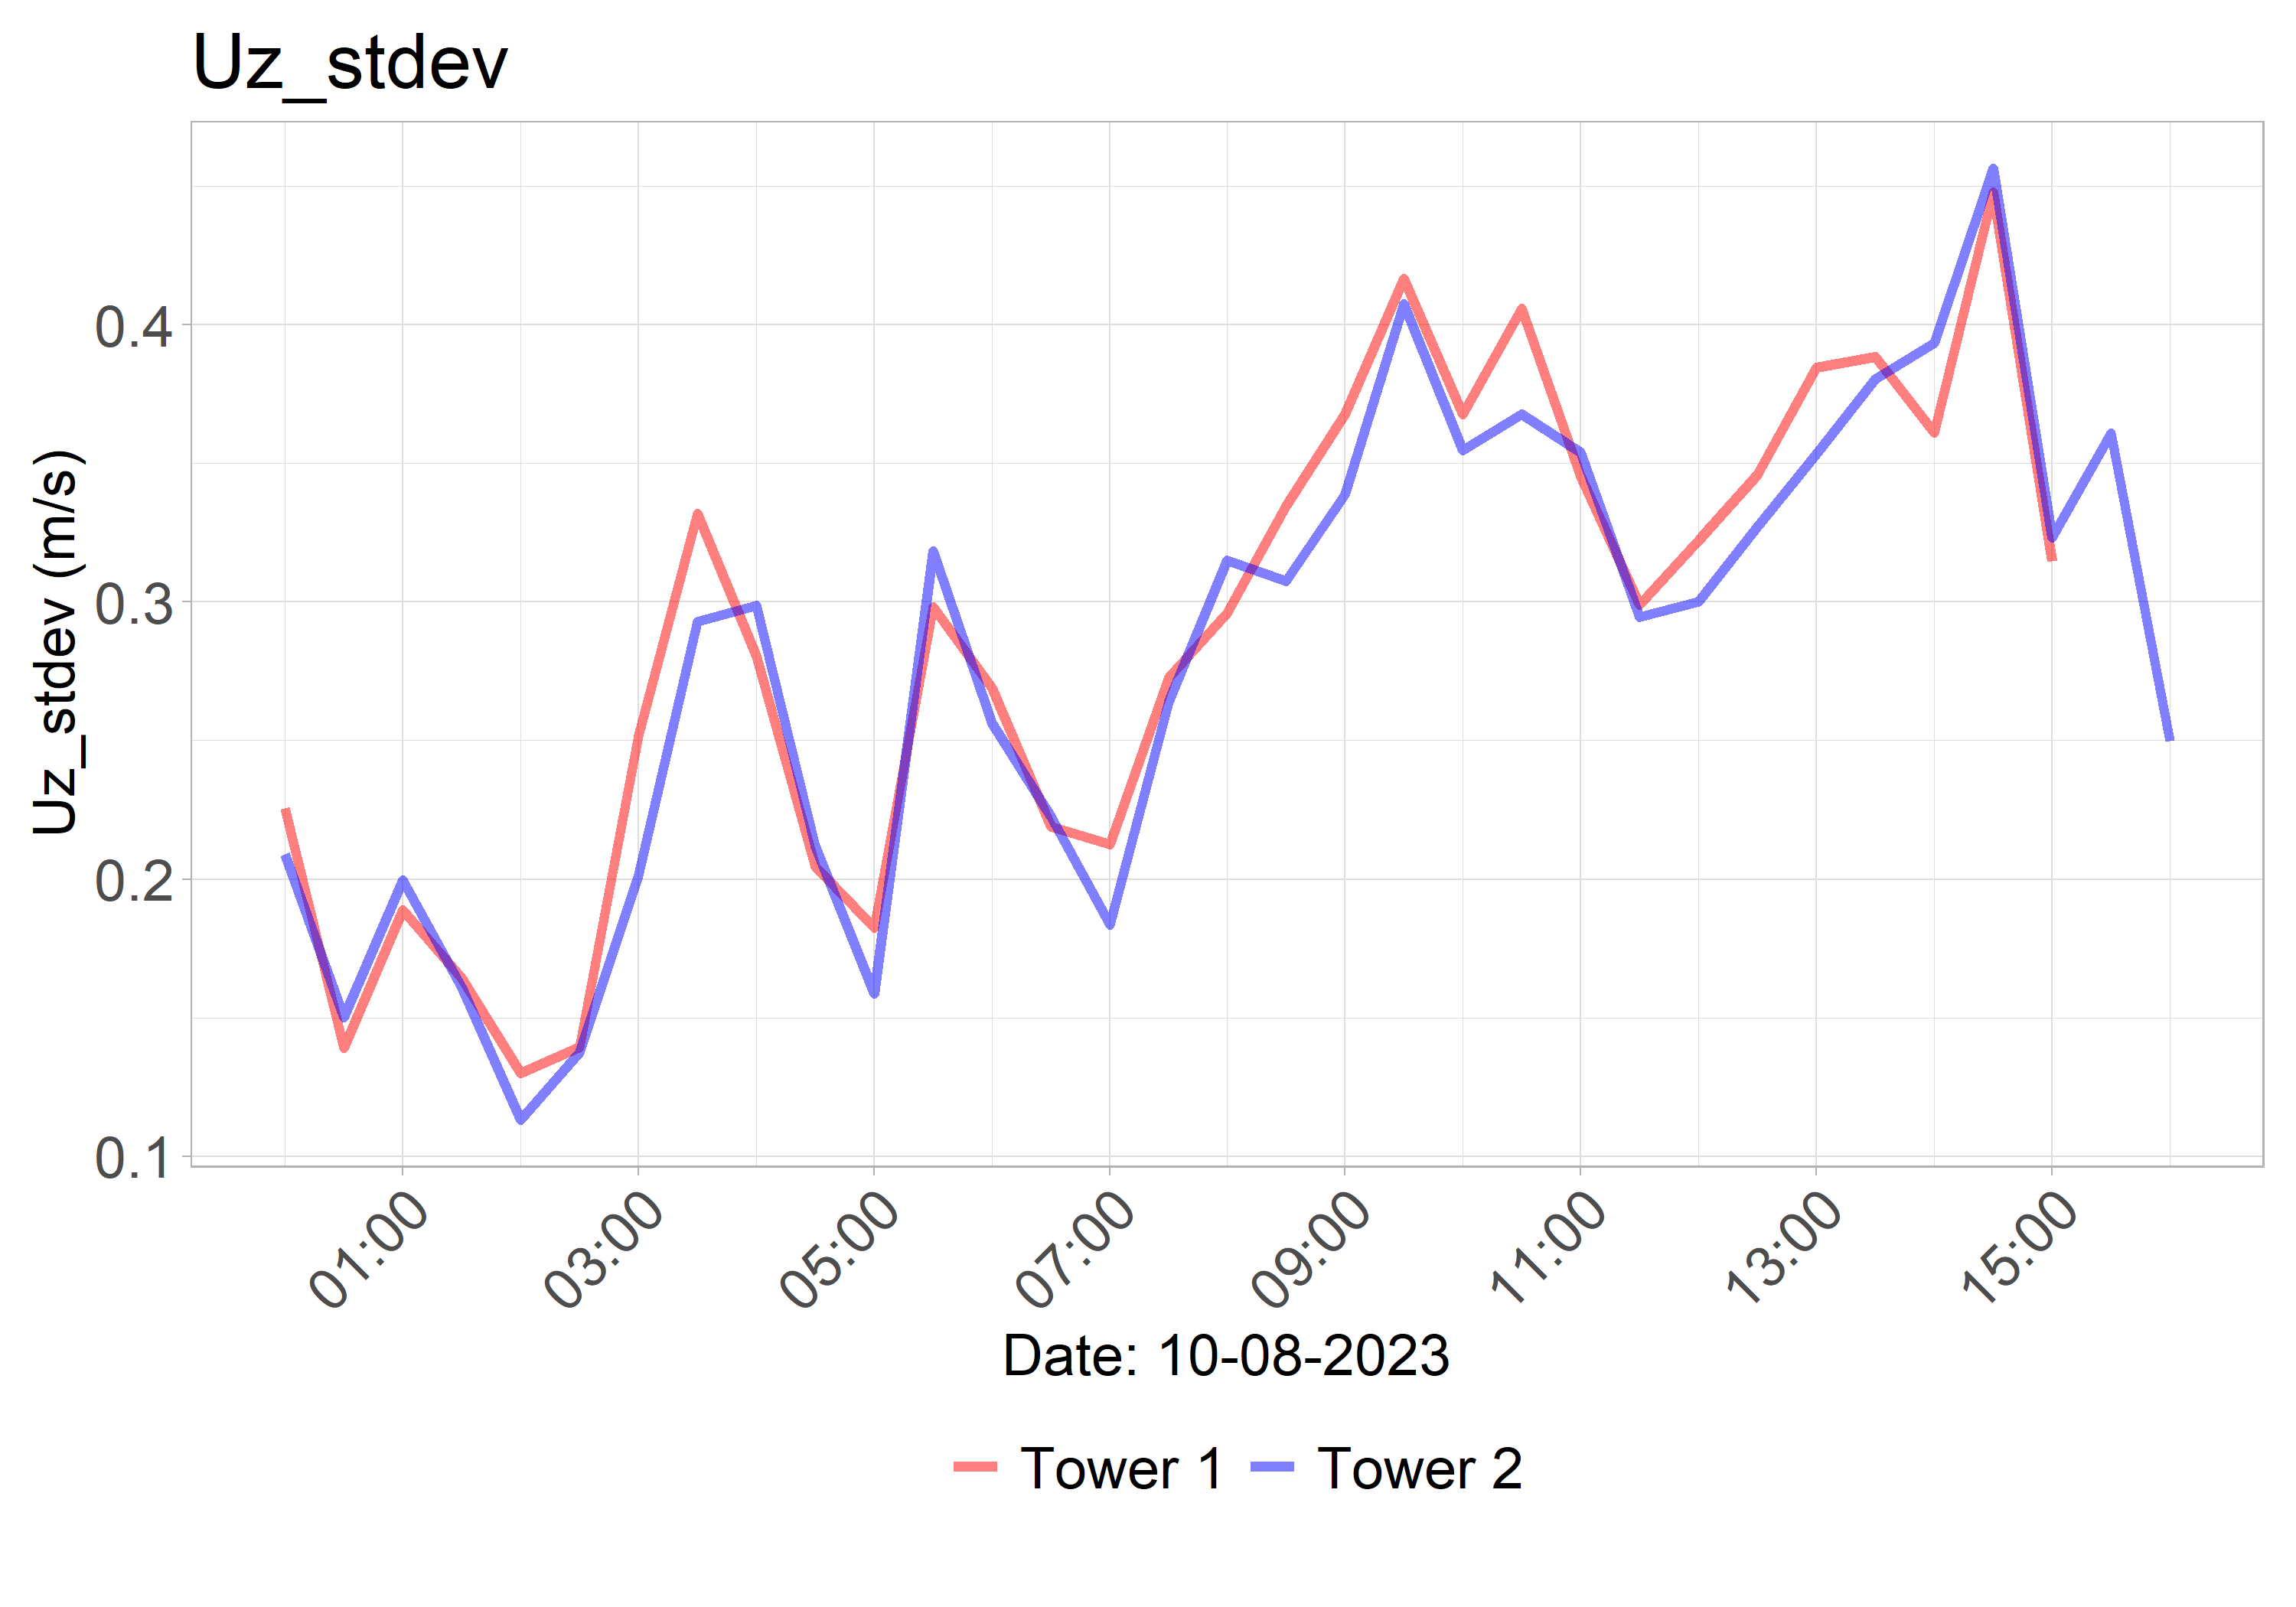 Uz_stdev
Uz_stdev (m/s)
0.4
0.3
0.2
0.1
01:00 03:00 05:00 07:00 09:00 11:00 13:00 15:00
Date: 10-08-2023
Tower 1 Tower 2